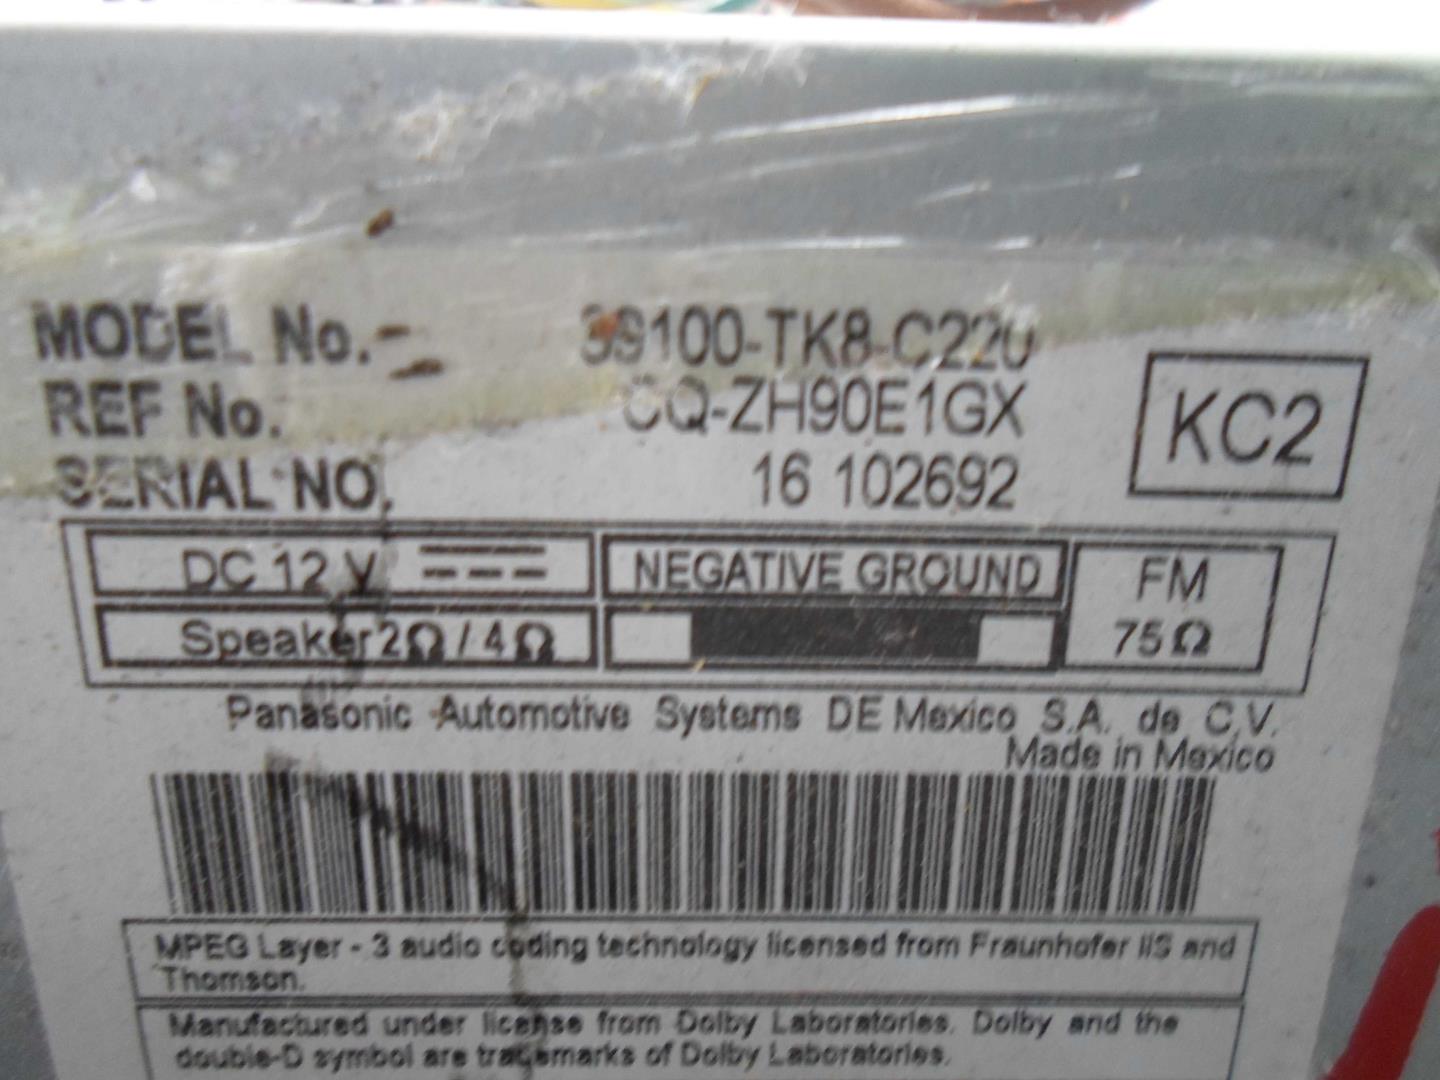 MODEL No. 39100-TK8-C220
REF No. CQ-ZH90E1GX
KC2
SERIAL NO. 16 102692
DC 12 V
NEGATIVE GROUND
FM
Speaker 2Ω / 4Ω
75Ω
Panasonic Automotive Systems DE Mexico S.A. de C.V.
Made in Mexico
MPEG Layer - 3 audio coding technology licensed from Fraunhofer IIS and
Thomson.
Manufactured under license from Dolby Laboratories. Dolby and the
double-D symbol are trademarks of Dolby Laboratories.